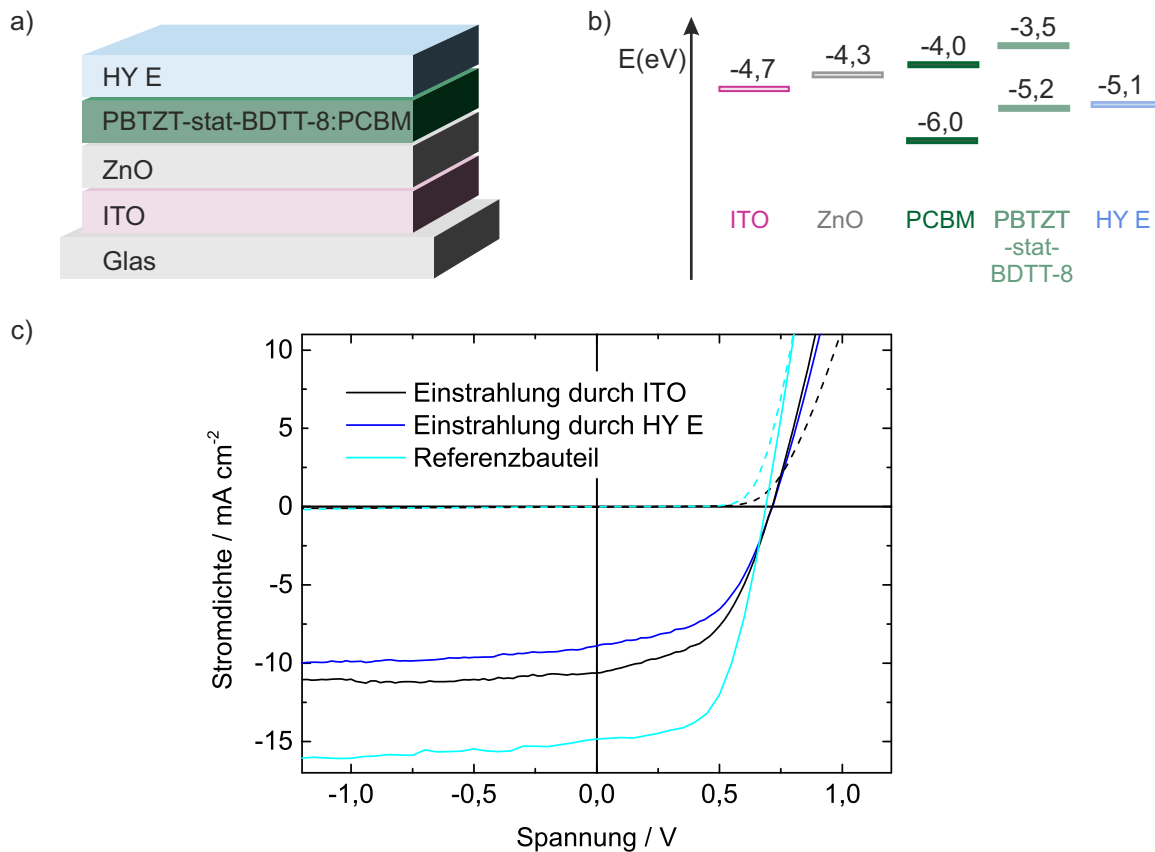 a)
HY E
PBTZT-stat-BDTT-8:PCBM
ZnO
ITO
Glas
b)
E(eV)
-4,7
-4,3
-4,0
-6,0
-3,5
-5,2
-5,1
ITO
ZnO
PCBM
PBTZT
-stat-
BDTT-8
HY E
c)
Stromdichte / mA cm⁻²
10
5
0
-5
-10
-15
Einstrahlung durch ITO
Einstrahlung durch HY E
Referenzbauteil
-1,0
-0,5
0,0
0,5
1,0
Spannung / V